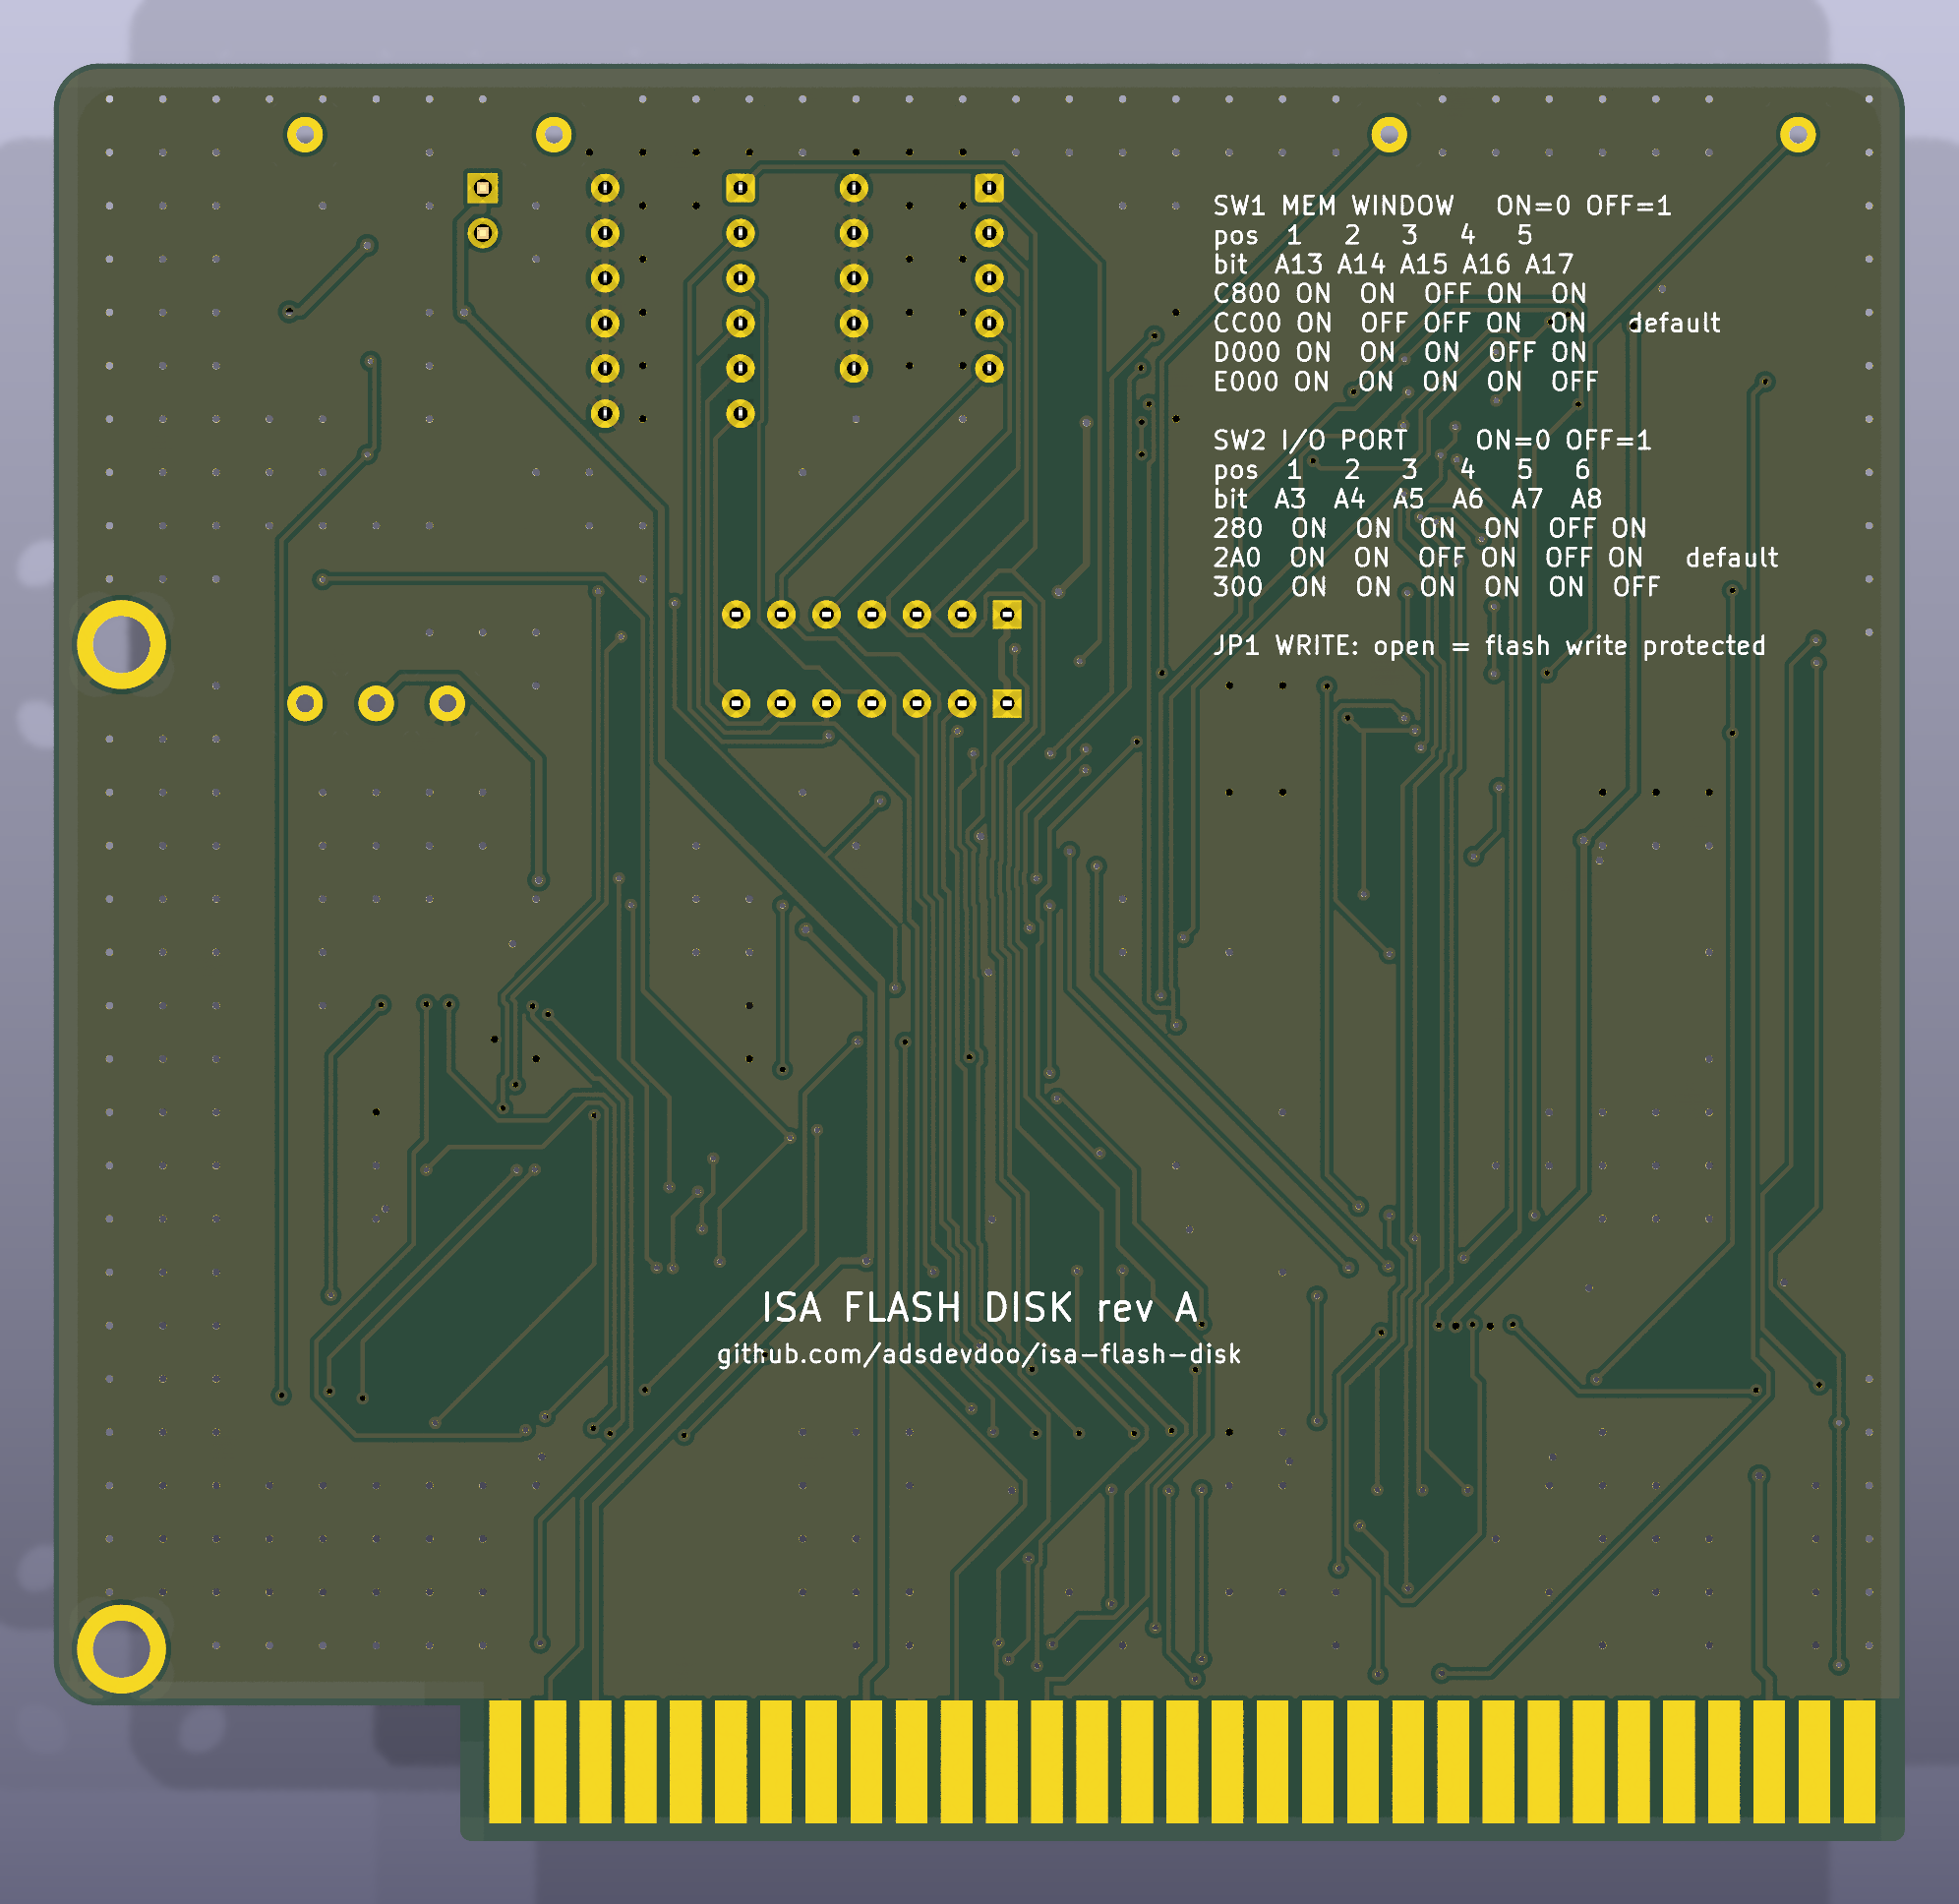 SW1 MEM WINDOW   ON=0 OFF=1
pos  1   2   3   4   5
bit  A13 A14 A15 A16 A17
C800 ON  ON  OFF ON  ON
CC00 ON  OFF OFF ON  ON   default
D000 ON  ON  ON  OFF ON
E000 ON  ON  ON  ON  OFF
SW2 I/O PORT     ON=0 OFF=1
pos  1   2   3   4   5   6
bit  A3  A4  A5  A6  A7  A8
280  ON  ON  ON  ON  OFF ON
2A0  ON  ON  OFF ON  OFF ON   default
300  ON  ON  ON  ON  ON  OFF
JP1 WRITE: open = flash write protected
ISA FLASH DISK rev A
github.com/adsdevdoo/isa-flash-disk